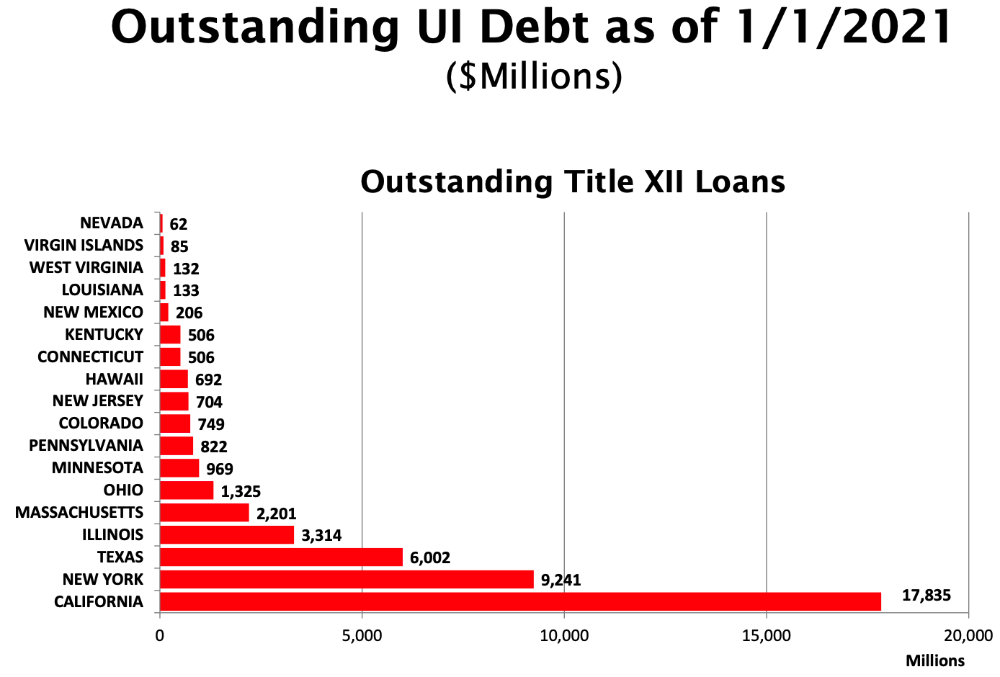 Outstanding UI Debt as of 1/1/2021
($Millions)
Outstanding Title XII Loans
NEVADA 62
VIRGIN ISLANDS 85
WEST VIRGINIA 132
LOUISIANA 133
NEW MEXICO 206
KENTUCKY 506
CONNECTICUT 506
HAWAII 692
NEW JERSEY 704
COLORADO 749
PENNSYLVANIA 822
MINNESOTA 969
OHIO 1,325
MASSACHUSETTS 2,201
ILLINOIS 3,314
TEXAS 6,002
NEW YORK 9,241
CALIFORNIA 17,835
0 5,000 10,000 15,000 20,000
Millions